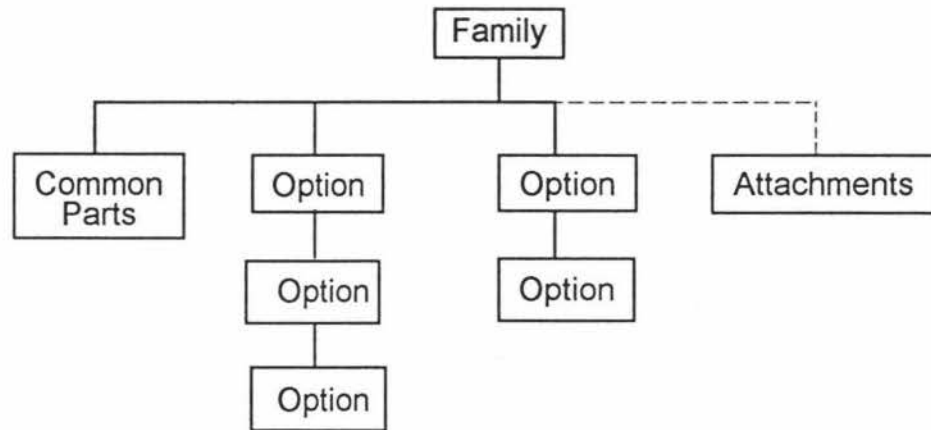 Family
Common
Parts
Option
Option
Attachments
Option
Option
Option